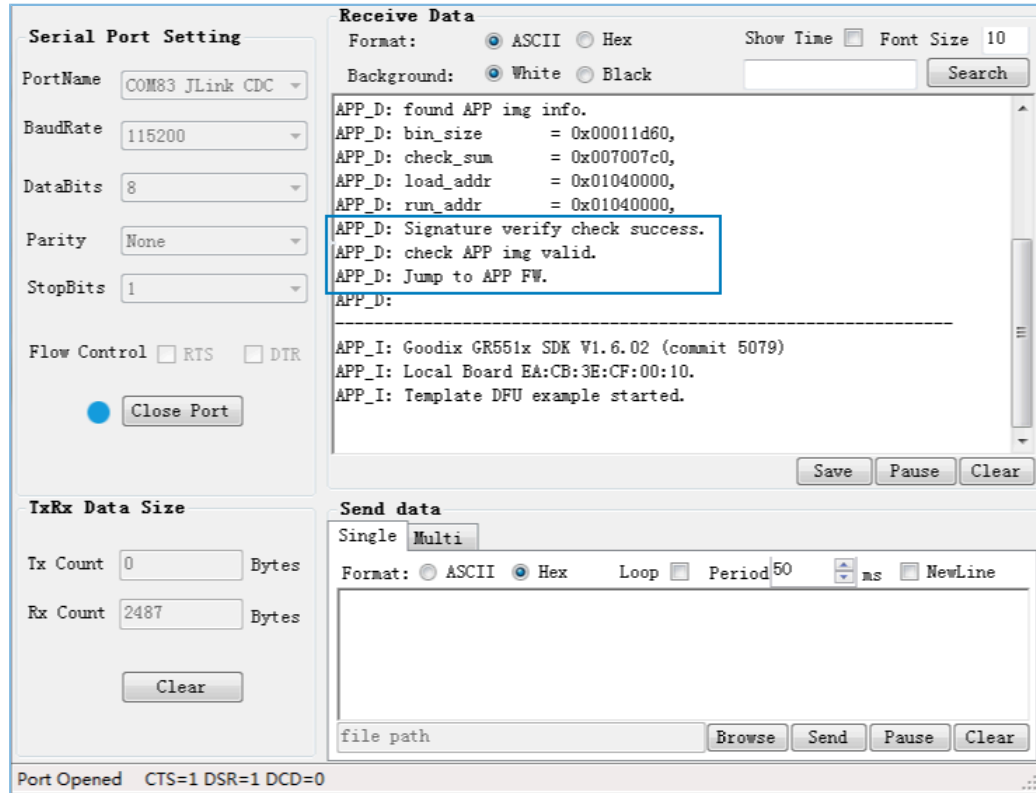 Serial Port Setting
PortName COM83 JLink CDC
BaudRate 115200
DataBits 8
Parity None
StopBits 1
Flow Control RTS DTR
Close Port
TxRx Data Size
Tx Count 0 Bytes
Rx Count 2487 Bytes
Clear
Receive Data
Format: ASCII Hex Show Time Font Size 10
Background: White Black Search
APP_D: found APP img info.
APP_D: bin_size = 0x00011d60,
APP_D: check_sum = 0x007007c0,
APP_D: load_addr = 0x01040000,
APP_D: run_addr = 0x01040000,
APP_D: Signature verify check success.
APP_D: check APP img valid.
APP_D: Jump to APP FW.
APP_D:
----------------------------------------------------------------
APP_I: Goodix GR551x SDK V1.6.02 (commit 5079)
APP_I: Local Board EA:CB:3E:CF:00:10.
APP_I: Template DFU example started.
Save Pause Clear
Send data
Single Multi
Format: ASCII Hex Loop Period 50 ms NewLine
file path Browse Send Pause Clear
Port Opened CTS=1 DSR=1 DCD=0